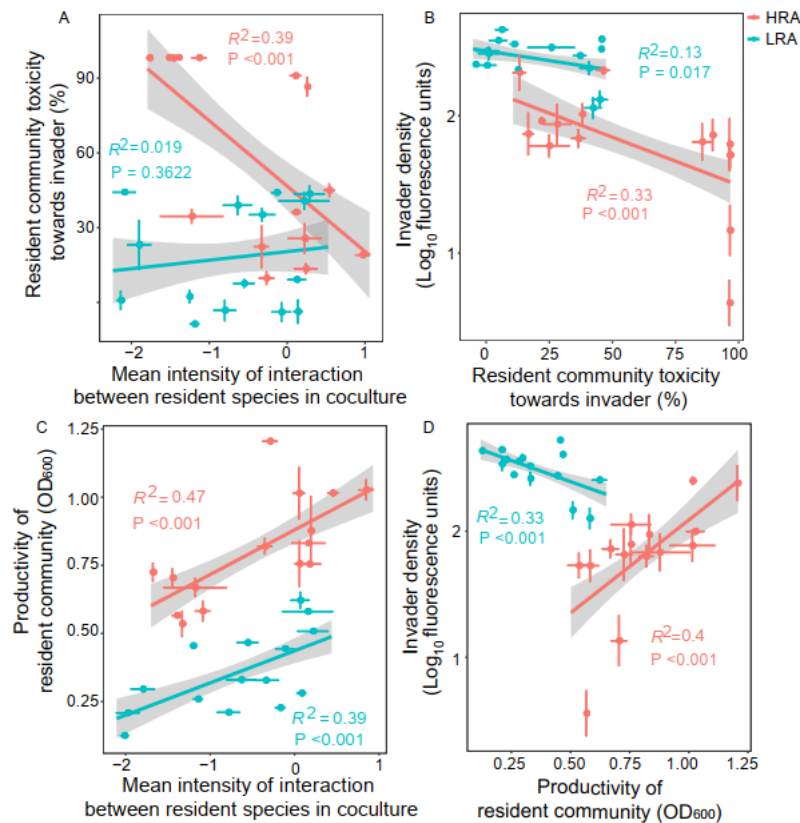 A
Resident community toxicity
towards invader (%)
90
60
30
R²=0.39
P <0.001
R²=0.019
P = 0.3622
−2
−1
0
1
Mean intensity of interaction
between resident species in coculture
B
HRA
LRA
Invader density
(Log₁₀ fluorescence units)
2
1
R²=0.13
P = 0.017
R²=0.33
P <0.001
0
25
50
75
100
Resident community toxicity
towards invader (%)
C
Productivity of
resident community (OD₆₀₀)
1.25
1.00
0.75
0.50
0.25
R²=0.47
P <0.001
R²=0.39
P <0.001
−2
−1
0
1
Mean intensity of interaction
between resident species in coculture
D
Invader density
(Log₁₀ fluorescence units)
2
1
R²=0.33
P <0.001
R²=0.4
P <0.001
0.25
0.50
0.75
1.00
1.25
Productivity of
resident community (OD₆₀₀)